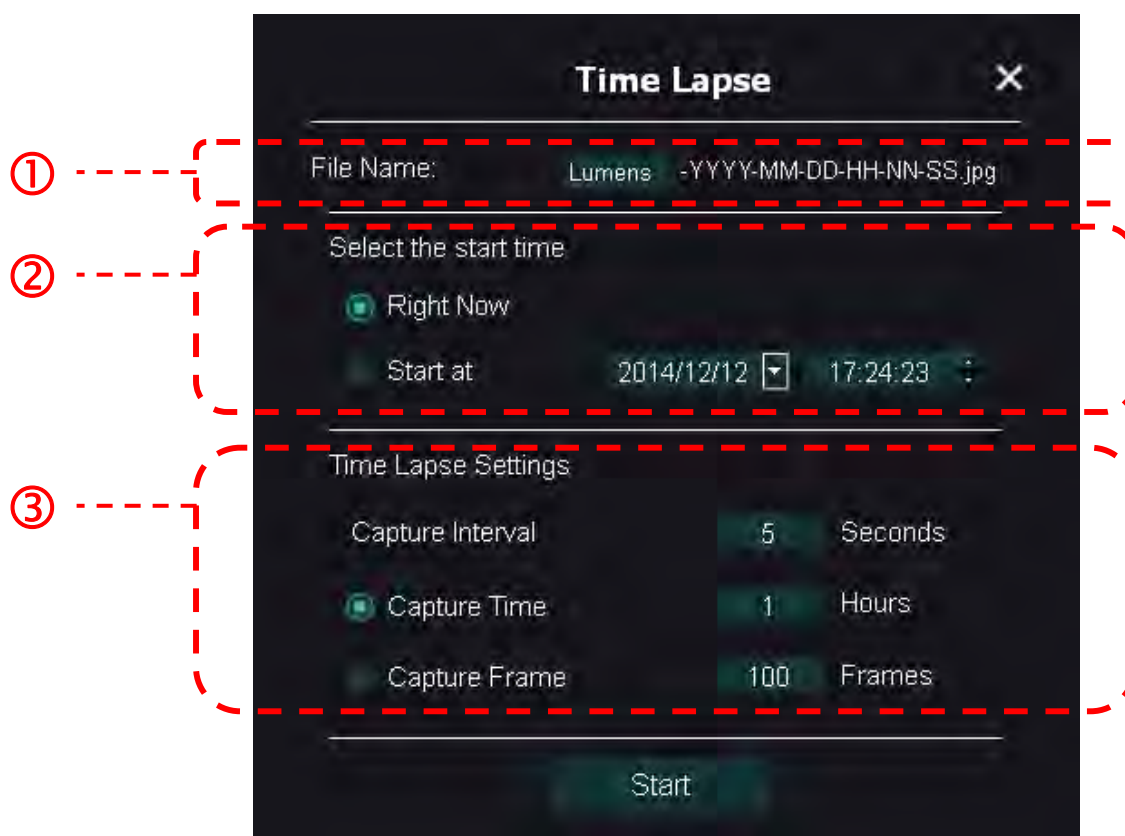 Time Lapse ×
① File Name: Lumens -YYYY-MM-DD-HH-NN-SS.jpg
② Select the start time
Right Now
Start at 2014/12/12 17:24:23
Time Lapse Settings
③ Capture Interval 5 Seconds
Capture Time 1 Hours
Capture Frame 100 Frames
Start